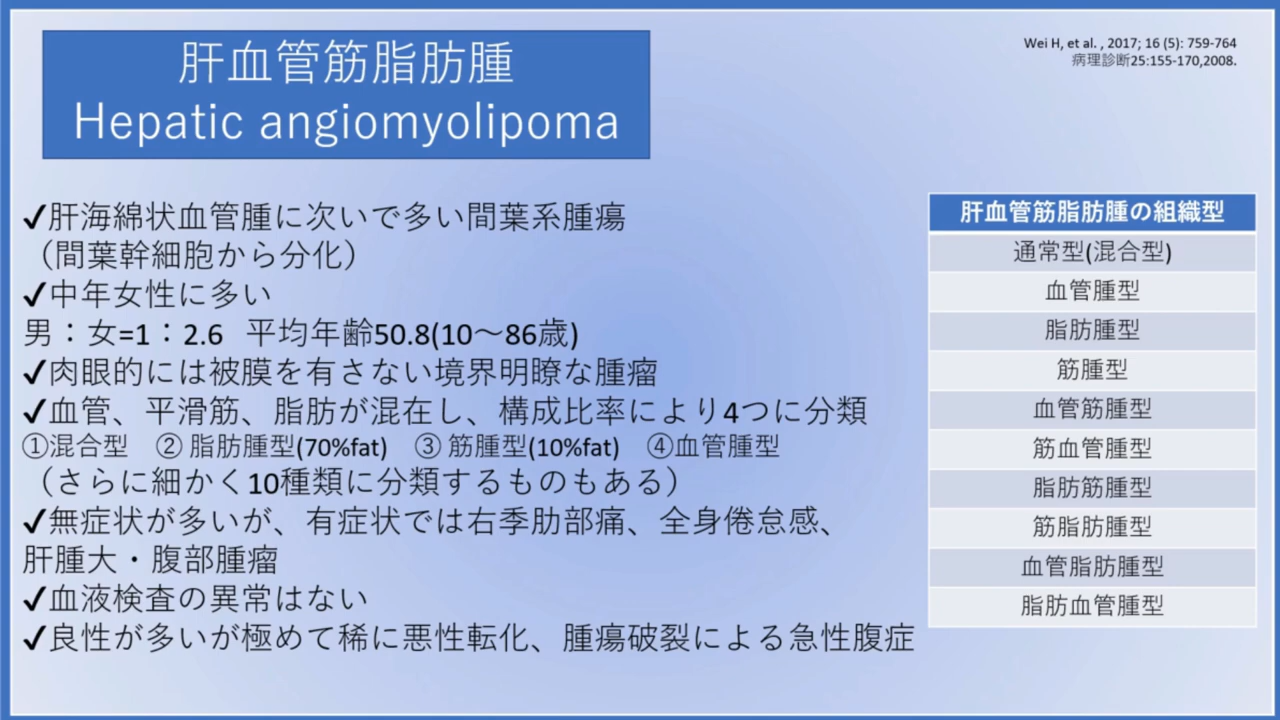 肝血管筋脂肪腫
Hepatic angiomyolipoma
Wei H, et al. , 2017; 16 (5): 759-764
病理診断25:155-170,2008.
✓肝海綿状血管腫に次いで多い間葉系腫瘍
（間葉幹細胞から分化）
✓中年女性に多い
男：女=1：2.6 平均年齢50.8(10〜86歳)
✓肉眼的には被膜を有さない境界明瞭な腫瘤
✓血管、平滑筋、脂肪が混在し、構成比率により4つに分類
①混合型 ② 脂肪腫型(70%fat) ③ 筋腫型(10%fat) ④血管腫型
（さらに細かく10種類に分類するものもある）
✓無症状が多いが、有症状では右季肋部痛、全身倦怠感、
肝腫大・腹部腫瘤
✓血液検査の異常はない
✓良性が多いが極めて稀に悪性転化、腫瘍破裂による急性腹症
肝血管筋脂肪腫の組織型
通常型(混合型)
血管腫型
脂肪腫型
筋腫型
血管筋腫型
筋血管腫型
脂肪筋腫型
筋脂肪腫型
血管脂肪腫型
脂肪血管腫型